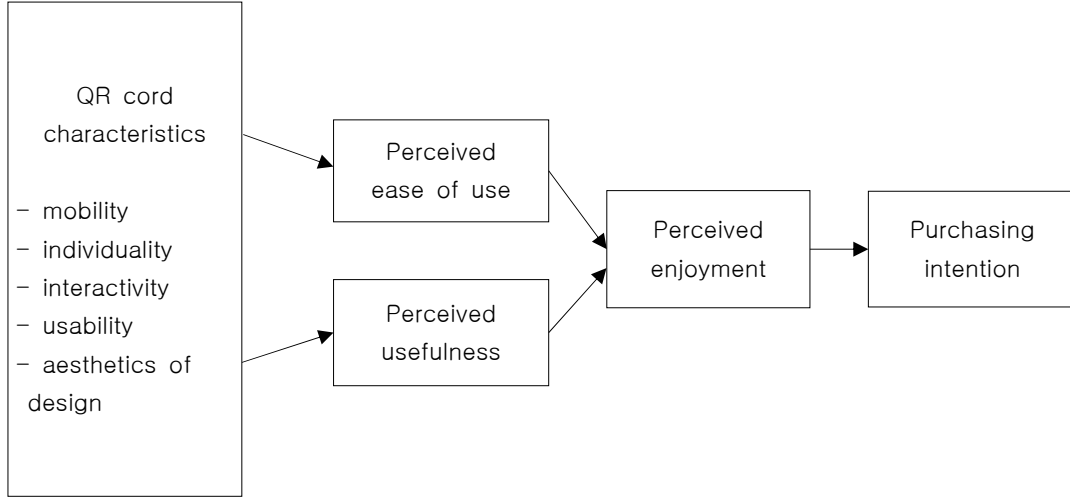 QR cord
characteristics
- mobility
- individuality
- interactivity
- usability
- aesthetics of
design
Perceived
ease of use
Perceived
usefulness
Perceived
enjoyment
Purchasing
intention